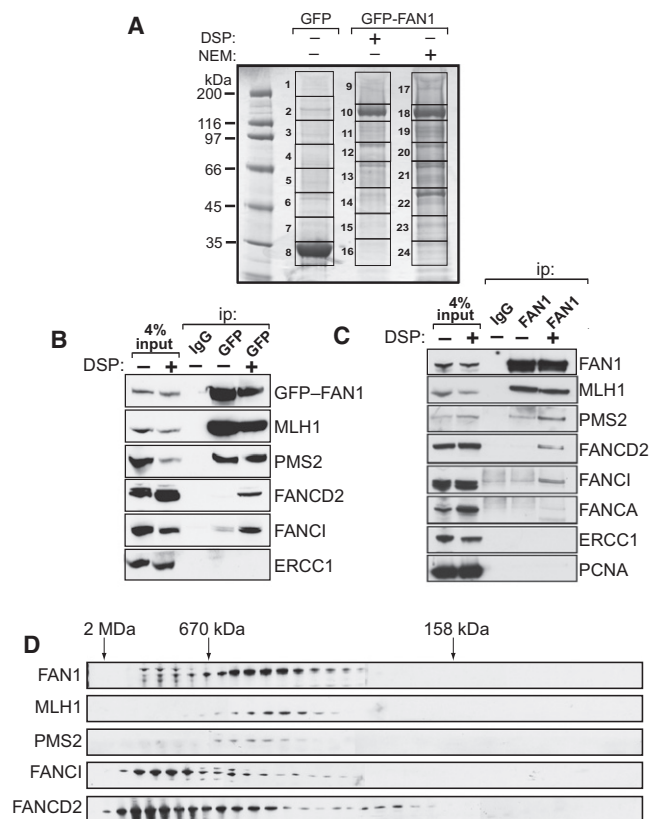 A
GFP GFP-FAN1
DSP: – + –
NEM: – – +
kDa
200
116
97
66
45
35
1 9 17
2 10 18
3 11 19
4 12 20
5 13 21
6 14 22
7 15 23
8 16 24
B
4% input
ip:
IgG GFP GFP
DSP: – + – – +
GFP–FAN1
MLH1
PMS2
FANCD2
FANCI
ERCC1
C
4% input
ip:
IgG FAN1 FAN1
DSP: – + – – +
FAN1
MLH1
PMS2
FANCD2
FANCI
FANCA
ERCC1
PCNA
D
2 MDa 670 kDa 158 kDa
FAN1
MLH1
PMS2
FANCI
FANCD2